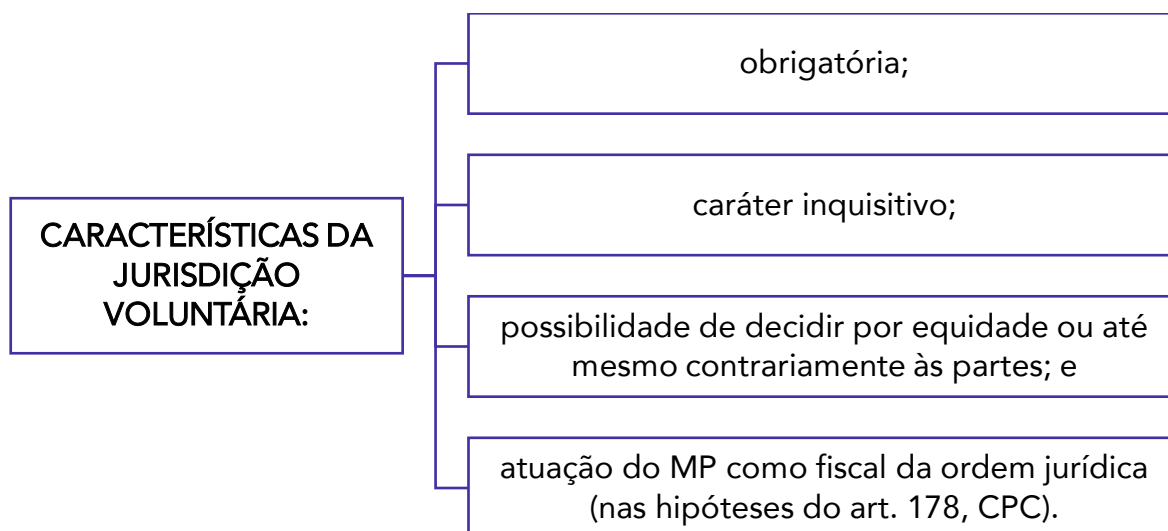 CARACTERÍSTICAS DA
JURISDIÇÃO
VOLUNTÁRIA:
obrigatória;
caráter inquisitivo;
possibilidade de decidir por equidade ou até
mesmo contrariamente às partes; e
atuação do MP como fiscal da ordem jurídica
(nas hipóteses do art. 178, CPC).